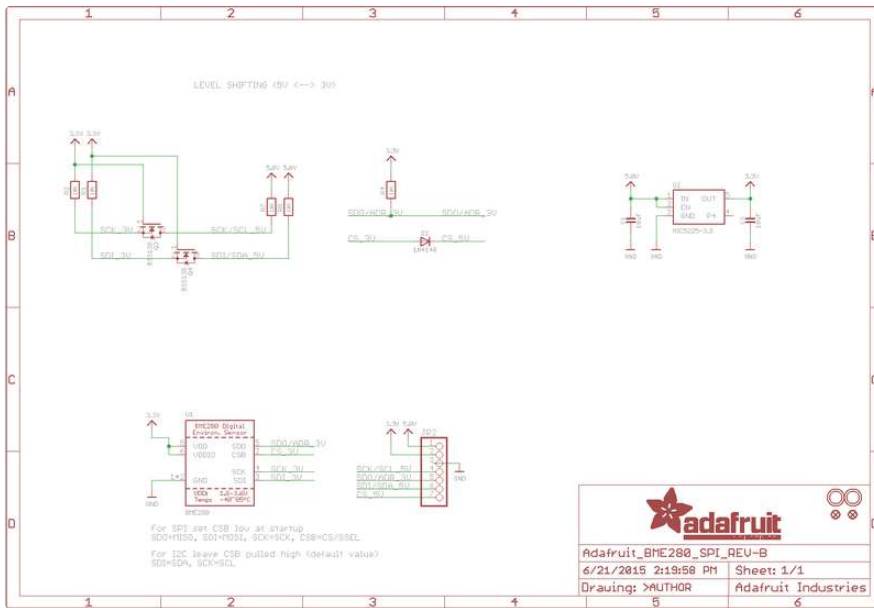 1 2 3 4 5 6
A
A
LEVEL SHIFTING (5V <--> 3V)
3.3V 3.3V
5.0V 5.0V
3.3V
5.0V
3.3V
B
B
SCK_3V
SCK/SCL_5V
SDI_3V
SDI/SDA_5V
BSS138
BSS138
SDO/ADR_3V
SDO/ADR_3V
CS_3V
CS_5V
1N4148
IN OUT
EN
GND P4
MIC5225-3.3
GND
GND
GND
C
C
3.3V
U1
BME280 Digital
Environ. Sensor
VDD SDO
VDDIO CSB
SCK
GND SDI
SDO/ADR_3V
CS_3V
SCK_3V
SDI_3V
GND
BME280
3.3V 5.0V
JP2
SCK/SCL_5V
SDO/ADR_3V
SDI/SDA_5V
CS_5V
GND
D
D
For SPI set CSB low at startup
SDO=MISO, SDI=MOSI, SCK=SCK, CSB=CS/SSEL
For I2C leave CSB pulled high (default value)
SDI=SDA, SCK=SCL
adafruit
Adafruit_BME280_SPI_REV-B
6/21/2015 2:19:58 PM Sheet: 1/1
Drawing: >AUTHOR Adafruit Industries
1 2 3 4 5 6